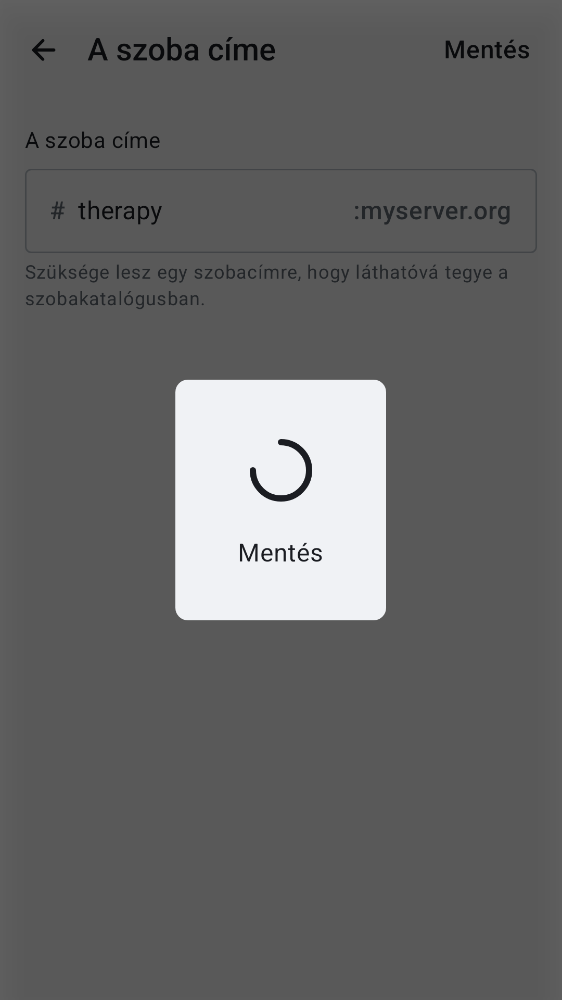 A szoba címe
Mentés
A szoba címe
# therapy :myserver.org
Szüksége lesz egy szobacímre, hogy láthatóvá tegye a
szobakatalógusban.
Mentés